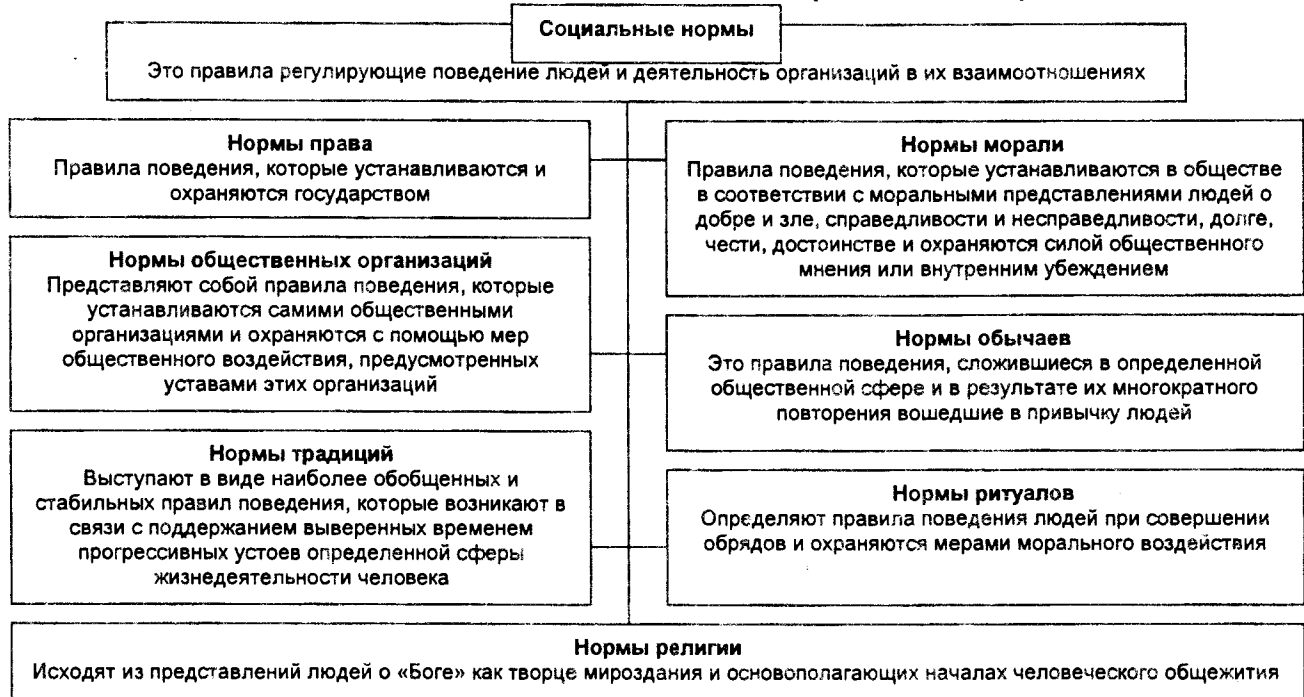 Социальные нормы
Это правила регулирующие поведение людей и деятельность организаций в их взаимоотношениях
Нормы права
Правила поведения, которые устанавливаются и
охраняются государством
Нормы морали
Правила поведения, которые устанавливаются в обществе
в соответствии с моральными представлениями людей о
добре и зле, справедливости и несправедливости, долге,
чести, достоинстве и охраняются силой общественного
мнения или внутренним убеждением
Нормы общественных организаций
Представляют собой правила поведения, которые
устанавливаются самими общественными
организациями и охраняются с помощью мер
общественного воздействия, предусмотренных
уставами этих организаций
Нормы обычаев
Это правила поведения, сложившиеся в определенной
общественной сфере и в результате их многократного
повторения вошедшие в привычку людей
Нормы традиций
Выступают в виде наиболее обобщенных и
стабильных правил поведения, которые возникают в
связи с поддержанием выверенных временем
прогрессивных устоев определенной сферы
жизнедеятельности человека
Нормы ритуалов
Определяют правила поведения людей при совершении
обрядов и охраняются мерами морального воздействия
Нормы религии
Исходят из представлений людей о «Боге» как творце мироздания и основополагающих началах человеческого общежития